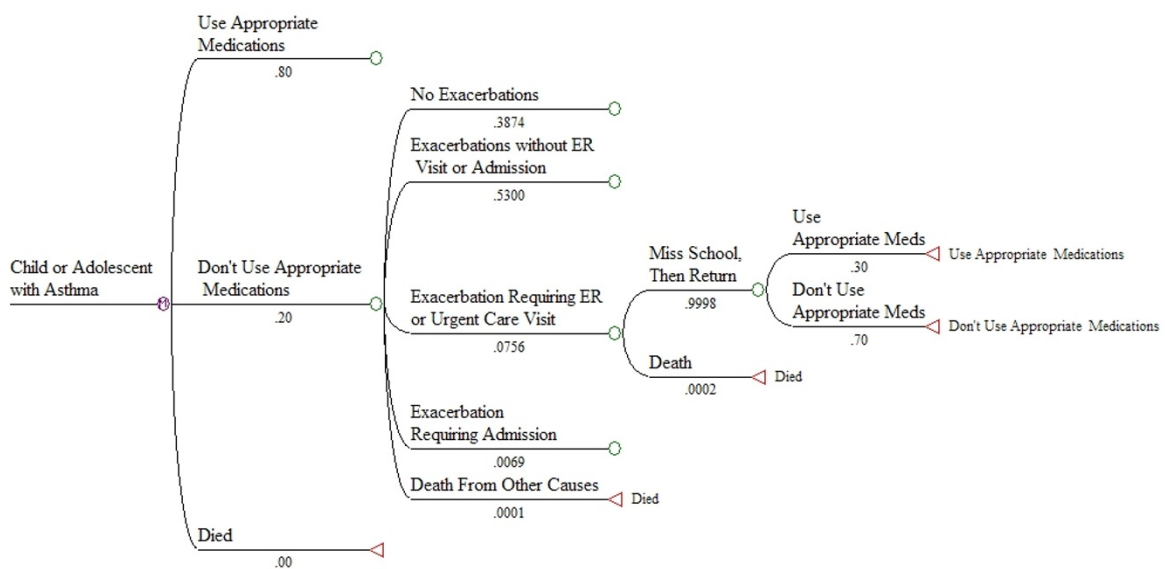 Use Appropriate
Medications
.80
No Exacerbations
.3874
Exacerbations without ER
Visit or Admission
.5300
Child or Adolescent
with Asthma
M
Don't Use Appropriate
Medications
.20
Exacerbation Requiring ER
or Urgent Care Visit
.0756
Miss School,
Then Return
.9998
Use
Appropriate Meds
.30
Use Appropriate Medications
Don't Use
Appropriate Meds
.70
Don't Use Appropriate Medications
Death
.0002
Died
Exacerbation
Requiring Admission
.0069
Death From Other Causes
.0001
Died
Died
.00